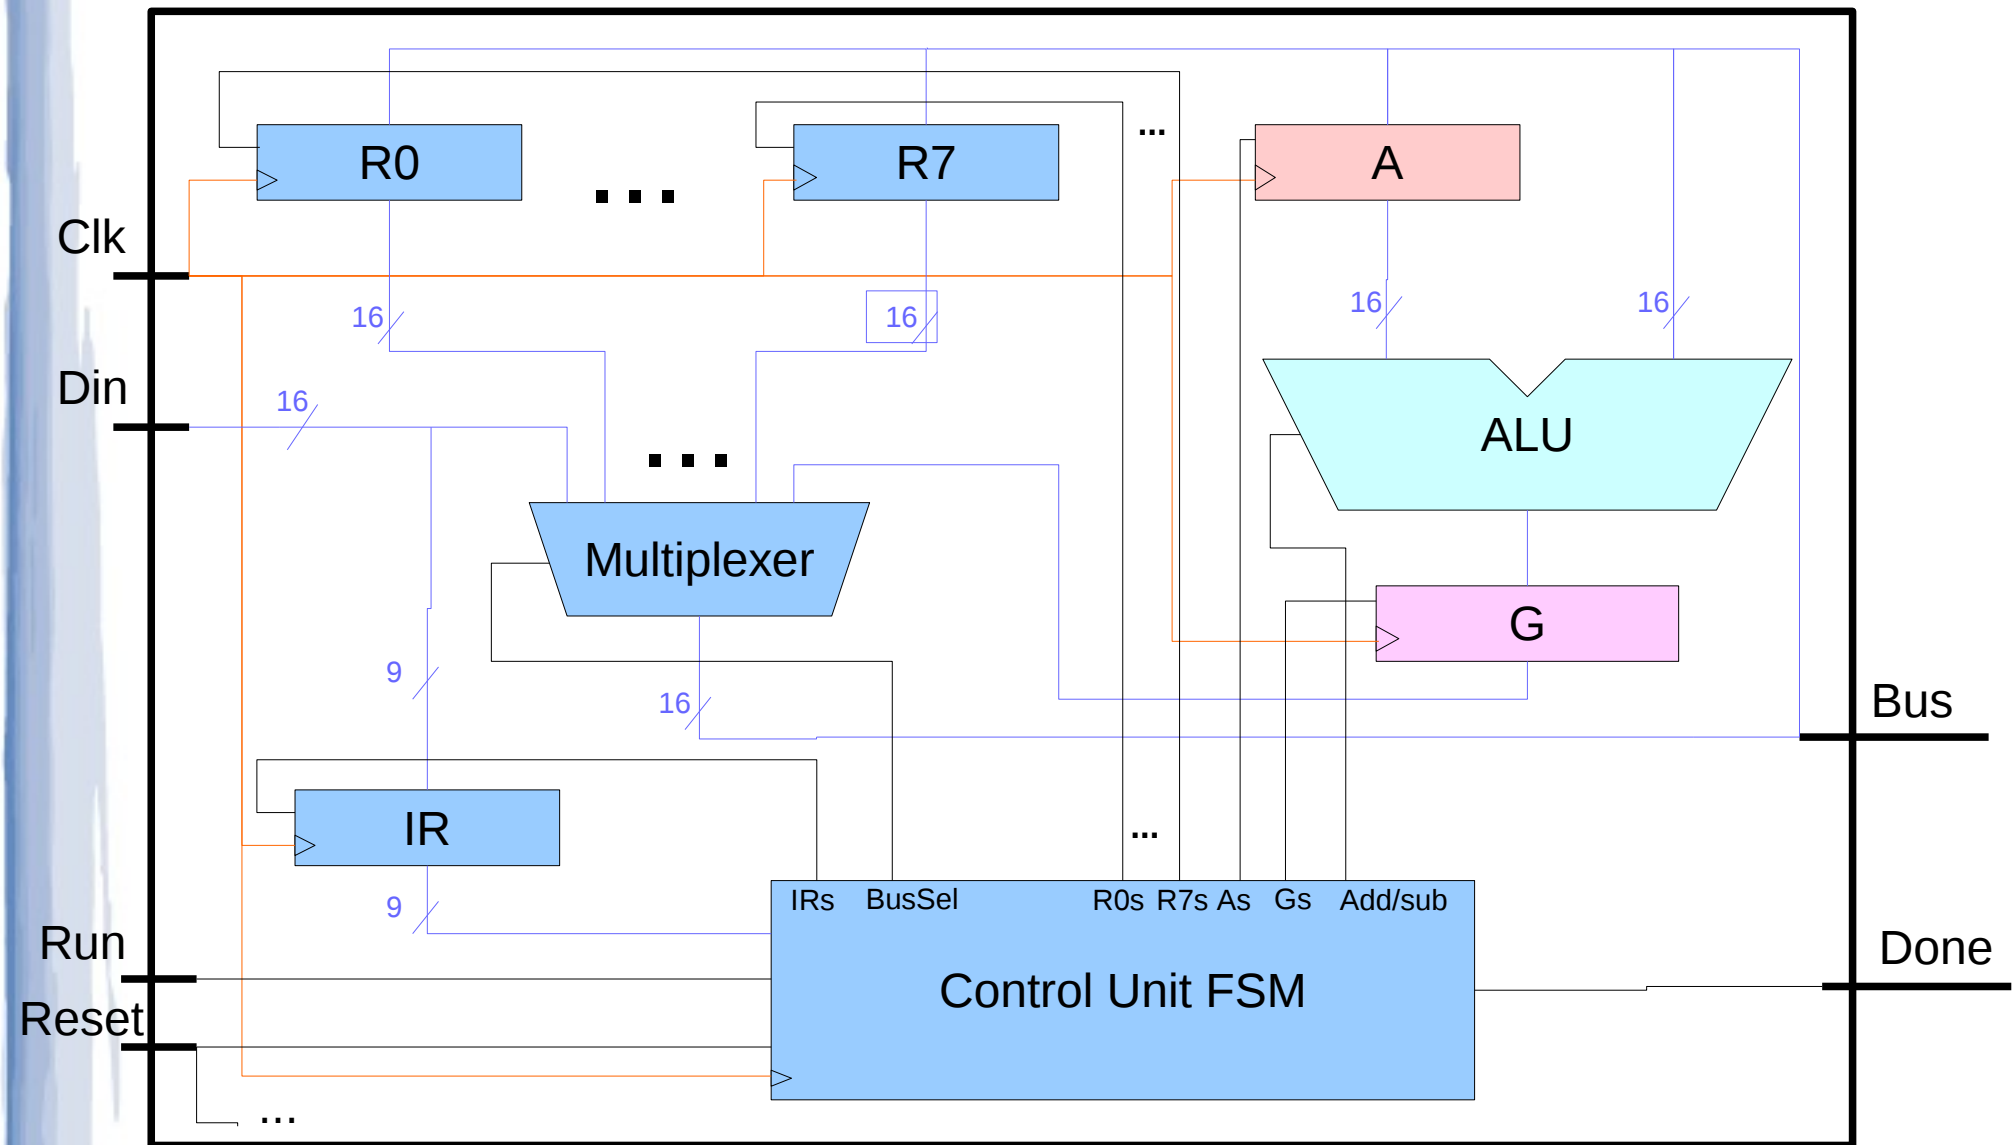 ...
R0
R7
A
...
Clk
16
16
16
16
Din
16
...
ALU
Multiplexer
G
9
16
Bus
IR
...
IRs BusSel R0s R7s As Gs Add/sub
9
Run
Done
Control Unit FSM
Reset
...